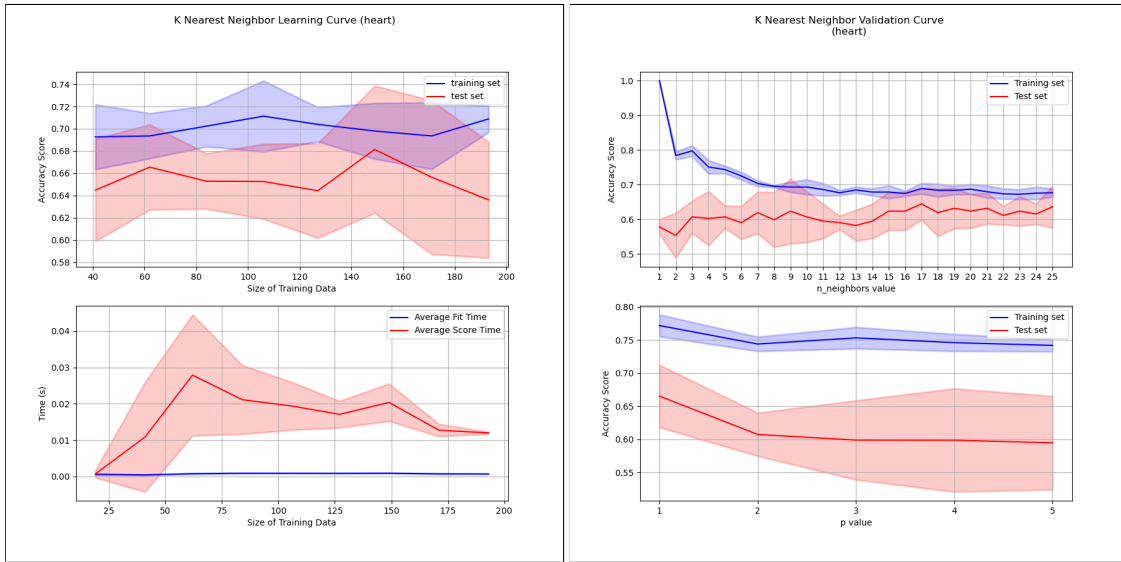 K Nearest Neighbor Learning Curve (heart)
0.74
0.72
0.70
0.68
0.66
0.64
0.62
0.60
0.58
Accuracy Score
training set
test set
40 60 80 100 120 140 160 180 200
Size of Training Data
0.04
0.03
0.02
0.01
0.00
Time (s)
Average Fit Time
Average Score Time
25 50 75 100 125 150 175 200
Size of Training Data
K Nearest Neighbor Validation Curve
(heart)
1.0
0.9
0.8
0.7
0.6
0.5
Accuracy Score
Training set
Test set
1 2 3 4 5 6 7 8 9 10 11 12 13 14 15 16 17 18 19 20 21 22 23 24 25
n_neighbors value
0.80
0.75
0.70
0.65
0.60
0.55
Accuracy Score
Training set
Test set
1 2 3 4 5
p value